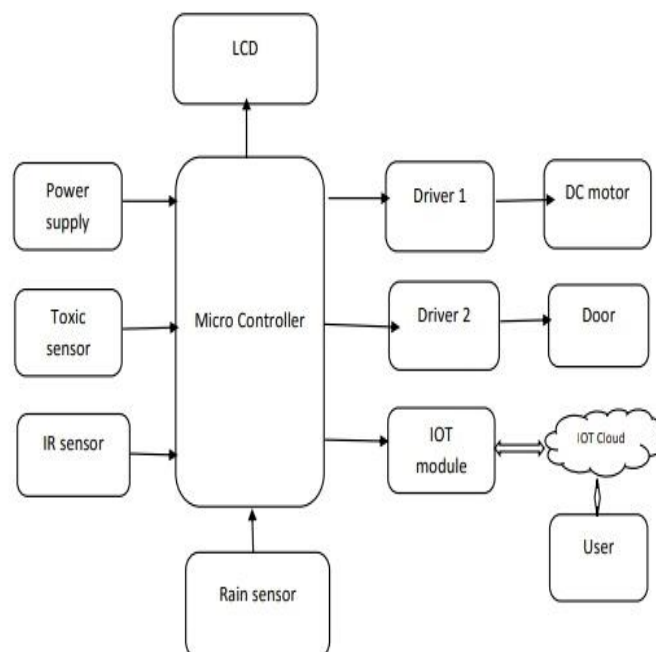 LCD
Power
supply
Driver 1
DC motor
Toxic
sensor
Micro Controller
Driver 2
Door
IR sensor
IOT
module
IOT Cloud
Rain sensor
User